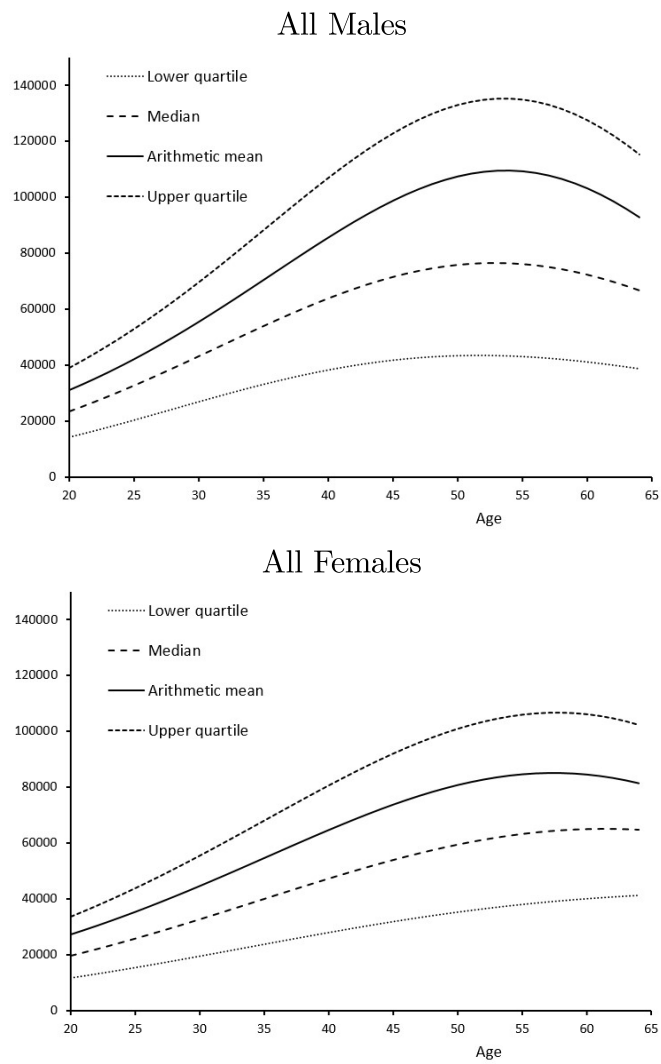 All Males
140000
120000
100000
80000
60000
40000
20000
0
Lower quartile
Median
Arithmetic mean
Upper quartile
20 25 30 35 40 45 50 55 60 65
Age
All Females
140000
120000
100000
80000
60000
40000
20000
0
Lower quartile
Median
Arithmetic mean
Upper quartile
20 25 30 35 40 45 50 55 60 65
Age